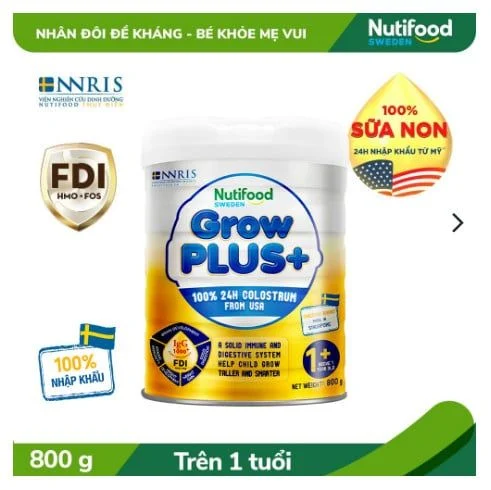 NHÂN ĐÔI ĐỀ KHÁNG - BÉ KHỎE MẸ VUI
Nutifood
SWEDEN
NNRIS
VIỆN NGHIÊN CỨU DINH DƯỠNG
NUTIFOOD THỤY ĐIỂN
100%
SỮA NON
24H NHẬP KHẨU TỪ MỸ
FDI
HMO + FOS
NNRIS
Nutifood
SWEDEN
Grow
PLUS+
100% 24H COLOSTRUM
FROM USA
IgG
1000+
FDI
A SOLID IMMUNE AND
DIGESTIVE SYSTEM
HELP CHILD GROW
TALLER AND SMARTER
1+
NET WEIGHT: 800 g
100%
NHẬP KHẨU
800 g
Trên 1 tuổi